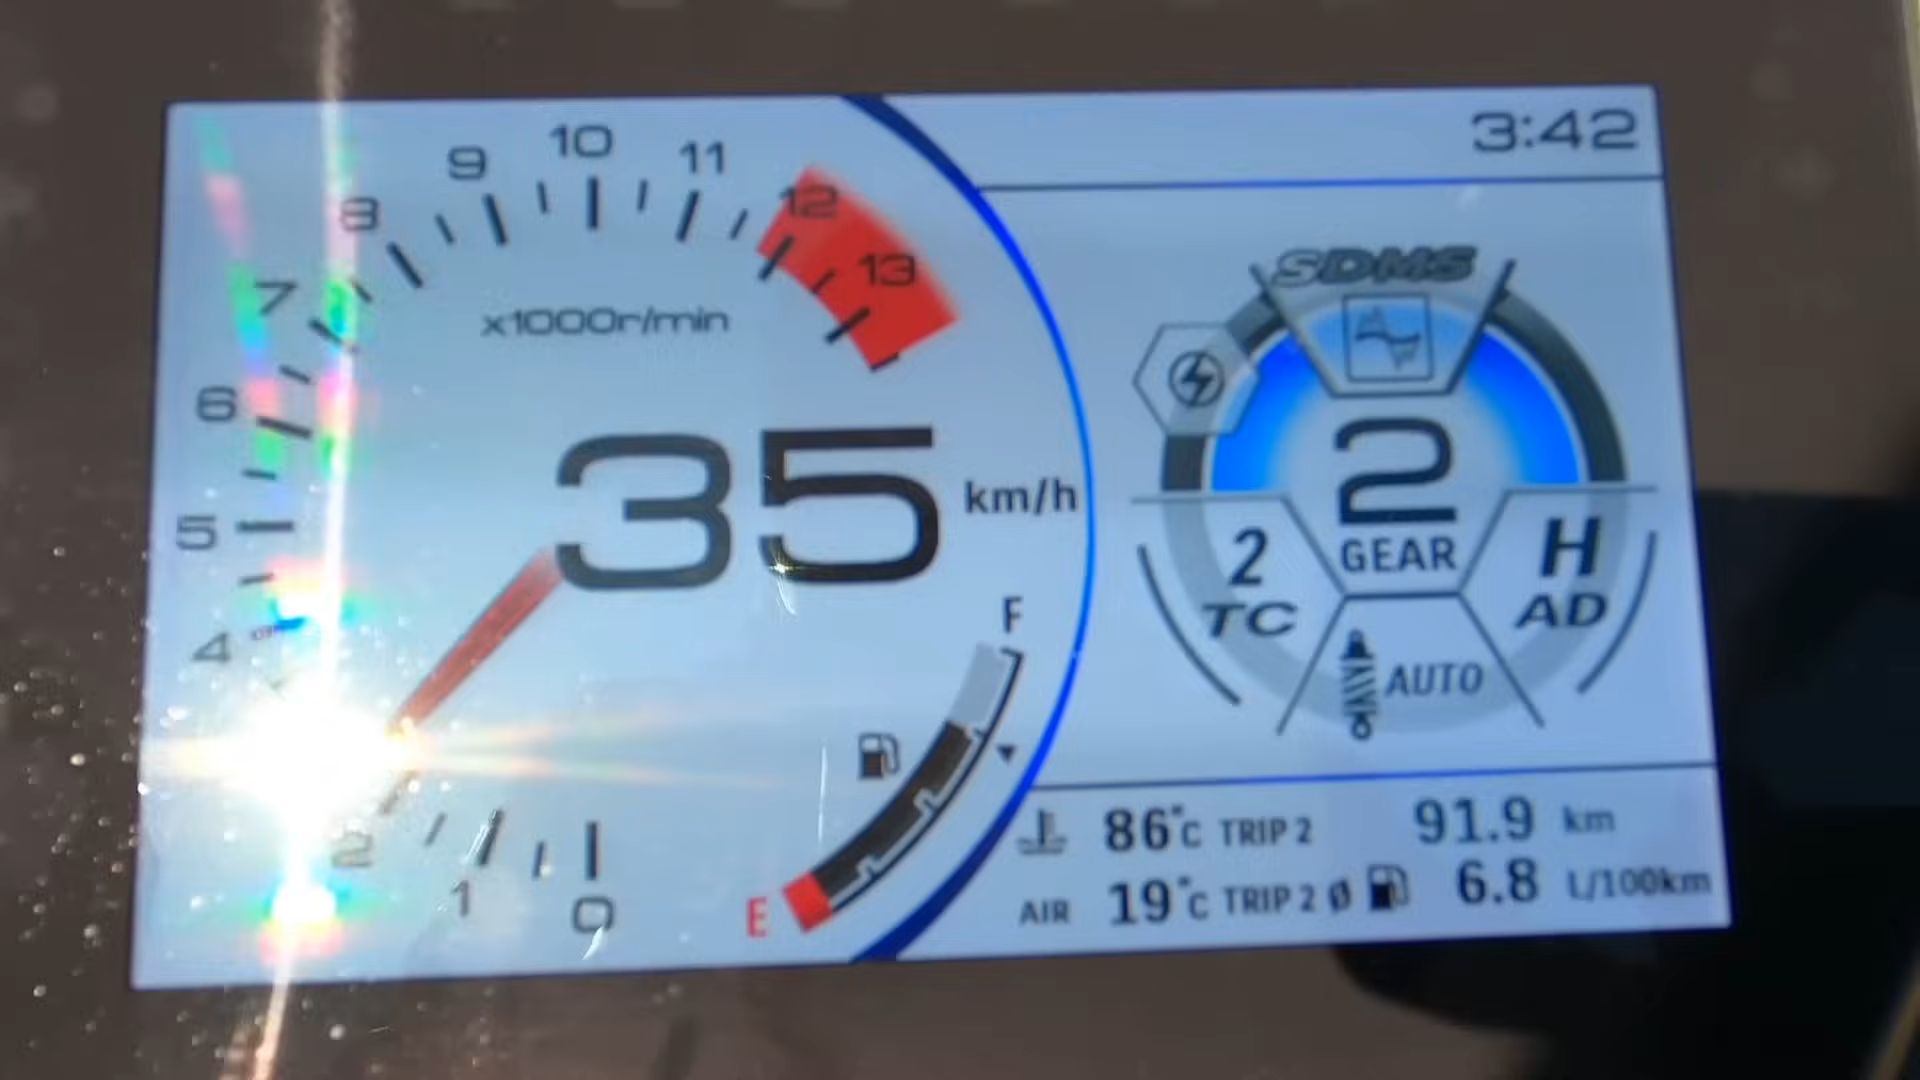 3:42
9 10 11
8 12
7 13
x1000r/min
6
5
4
2
1
0
35 km/h
F
E
SDMS
2
GEAR
2
TC
H
AD
AUTO
86°C TRIP 2 91.9 km
AIR 19°C TRIP 2 Ø 6.8 L/100km